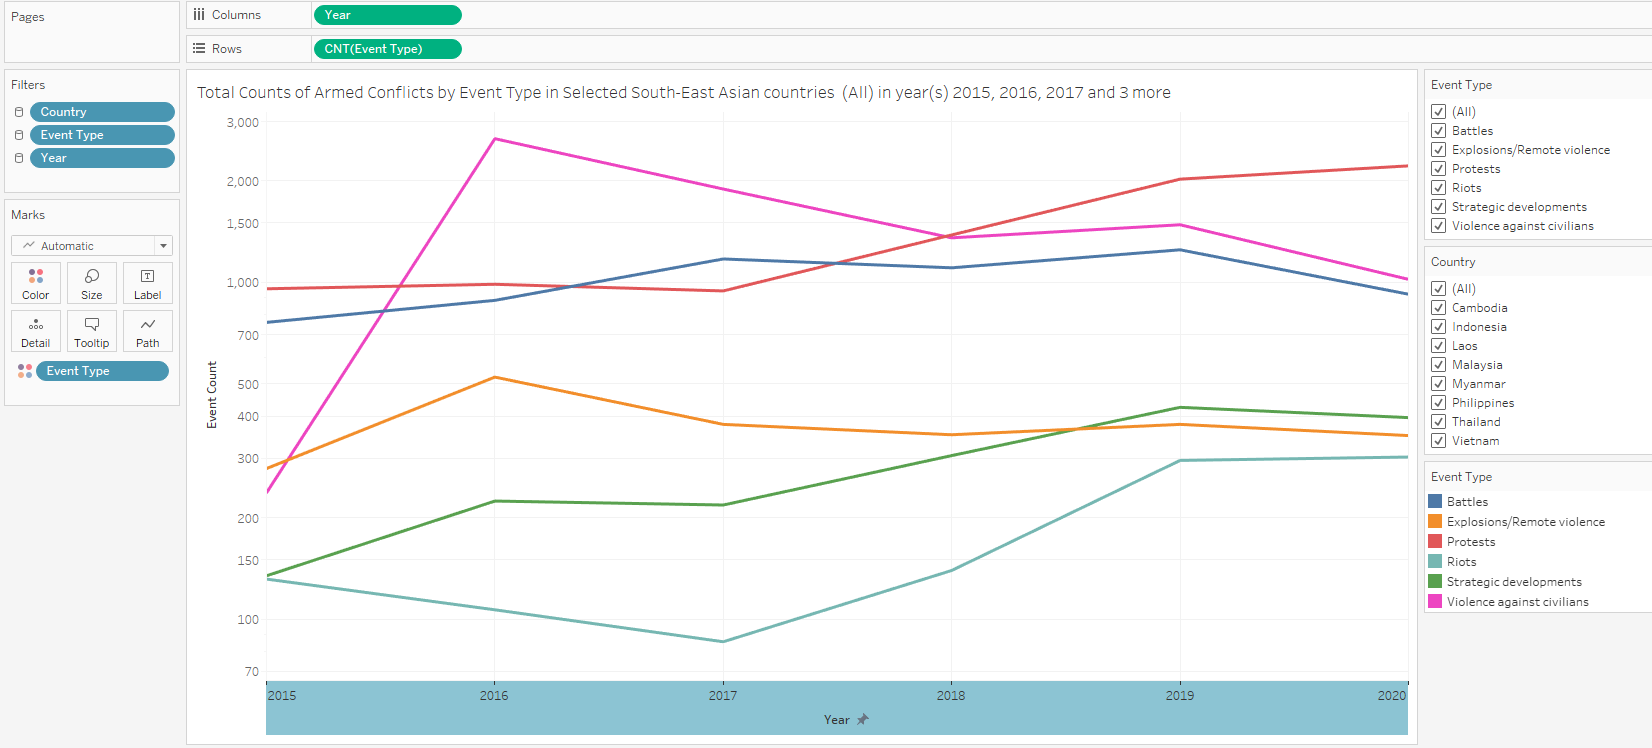 Pages
Columns
Year
Rows
CNT(Event Type)
Filters
Country
Event Type
Year
Marks
Automatic
Color
Size
Label
Detail
Tooltip
Path
Event Type
Total Counts of Armed Conflicts by Event Type in Selected South-East Asian countries (All) in year(s) 2015, 2016, 2017 and 3 more
3,000
2,000
1,500
1,000
700
500
400
300
200
150
100
70
Event Count
2015
2016
2017
2018
2019
2020
Year
Event Type
(All)
Battles
Explosions/Remote violence
Protests
Riots
Strategic developments
Violence against civilians
Country
(All)
Cambodia
Indonesia
Laos
Malaysia
Myanmar
Philippines
Thailand
Vietnam
Event Type
Battles
Explosions/Remote violence
Protests
Riots
Strategic developments
Violence against civilians